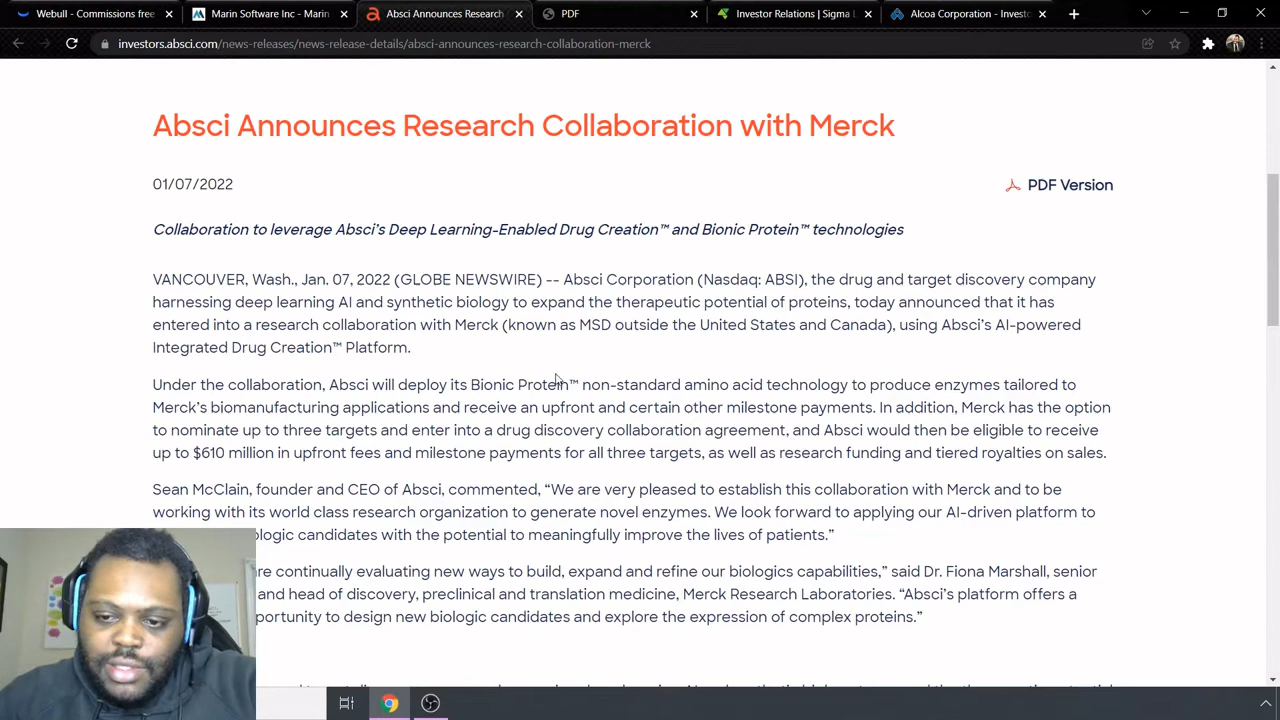 Webull - Commissions free
Marin Software Inc - Marin
Absci Announces Research
PDF
Investor Relations | Sigma L
Alcoa Corporation - Investo
investors.absci.com/news-releases/news-release-details/absci-announces-research-collaboration-merck
Absci Announces Research Collaboration with Merck
01/07/2022
PDF Version
Collaboration to leverage Absci's Deep Learning-Enabled Drug Creation™ and Bionic Protein™ technologies
VANCOUVER, Wash., Jan. 07, 2022 (GLOBE NEWSWIRE) -- Absci Corporation (Nasdaq: ABSI), the drug and target discovery company
harnessing deep learning AI and synthetic biology to expand the therapeutic potential of proteins, today announced that it has
entered into a research collaboration with Merck (known as MSD outside the United States and Canada), using Absci's AI-powered
Integrated Drug Creation™ Platform.
Under the collaboration, Absci will deploy its Bionic Protein™ non-standard amino acid technology to produce enzymes tailored to
Merck's biomanufacturing applications and receive an upfront and certain other milestone payments. In addition, Merck has the option
to nominate up to three targets and enter into a drug discovery collaboration agreement, and Absci would then be eligible to receive
up to $610 million in upfront fees and milestone payments for all three targets, as well as research funding and tiered royalties on sales.
Sean McClain, founder and CEO of Absci, commented, “We are very pleased to establish this collaboration with Merck and to be
working with its world class research organization to generate novel enzymes. We look forward to applying our AI-driven platform to
logic candidates with the potential to meaningfully improve the lives of patients.”
re continually evaluating new ways to build, expand and refine our biologics capabilities,” said Dr. Fiona Marshall, senior
and head of discovery, preclinical and translation medicine, Merck Research Laboratories. “Absci's platform offers a
portunity to design new biologic candidates and explore the expression of complex proteins.”